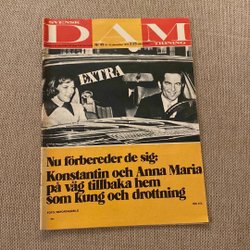 SVENSK
DAM
TIDNING
EXTRA
Nu förbereder de sig:
Konstantin och Anna Maria
på väg tillbaka hem
som kung och drottning